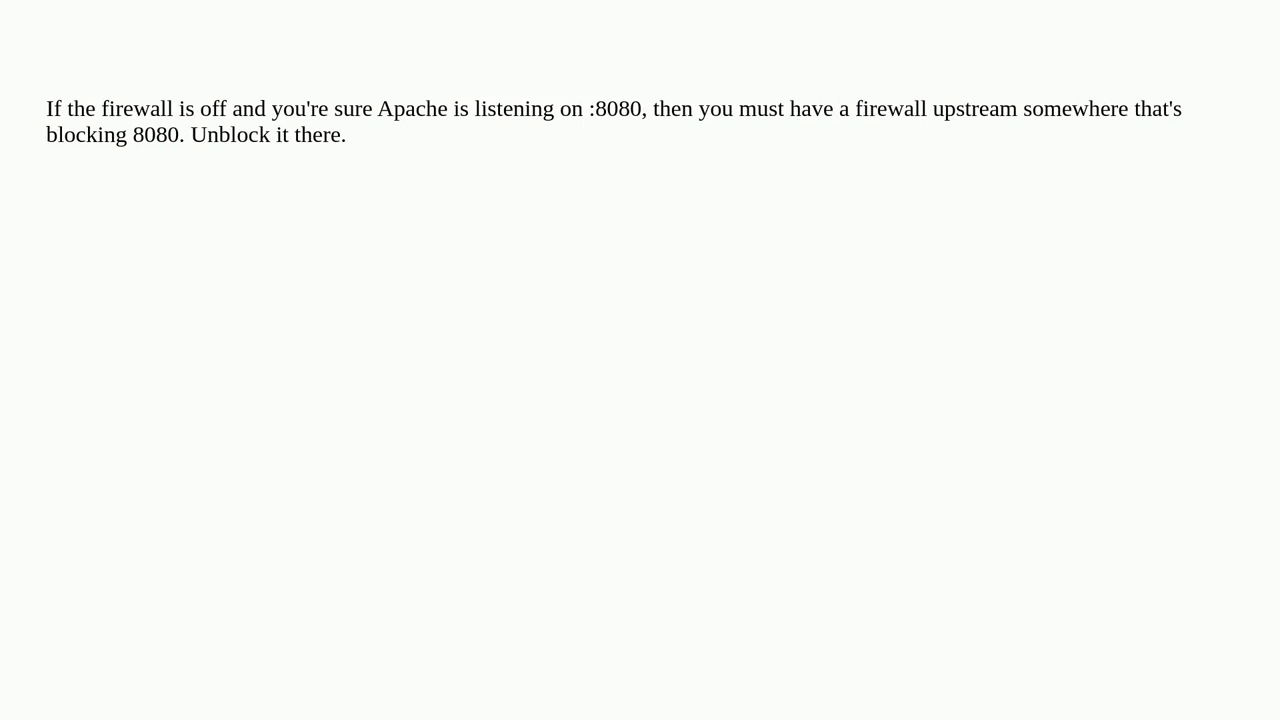 If the firewall is off and you're sure Apache is listening on :8080, then you must have a firewall upstream somewhere that's
blocking 8080. Unblock it there.